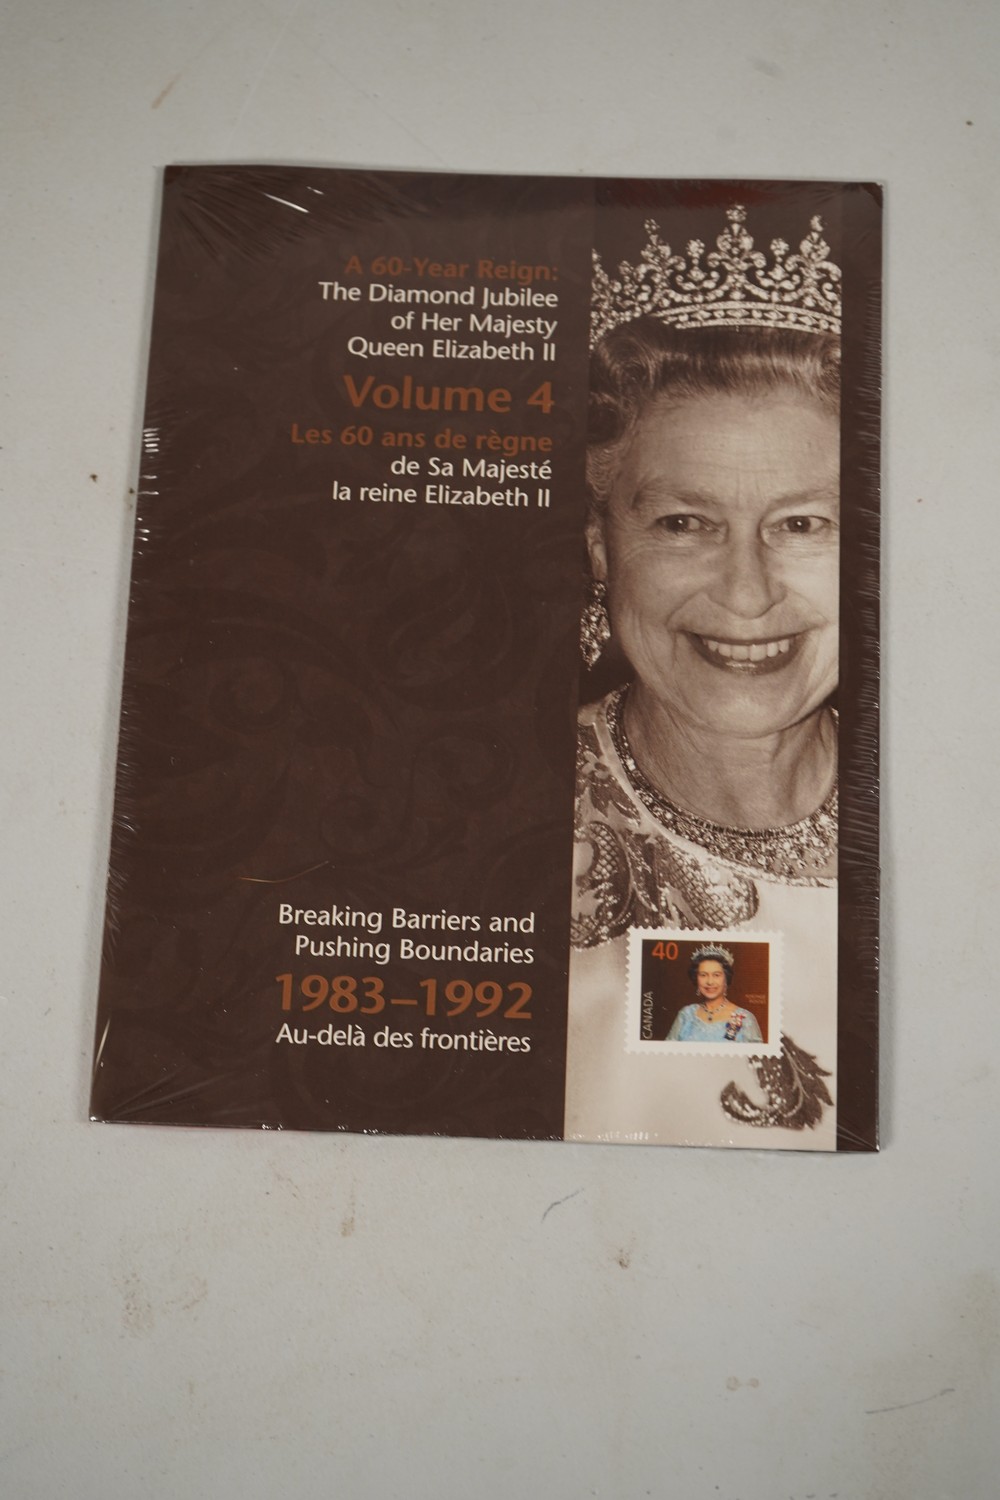 A 60-Year Reign:
The Diamond Jubilee
of Her Majesty
Queen Elizabeth II
Volume 4
Les 60 ans de règne
de Sa Majesté
la reine Elizabeth II
Breaking Barriers and
Pushing Boundaries
1983–1992
Au-delà des frontières
40
CANADA